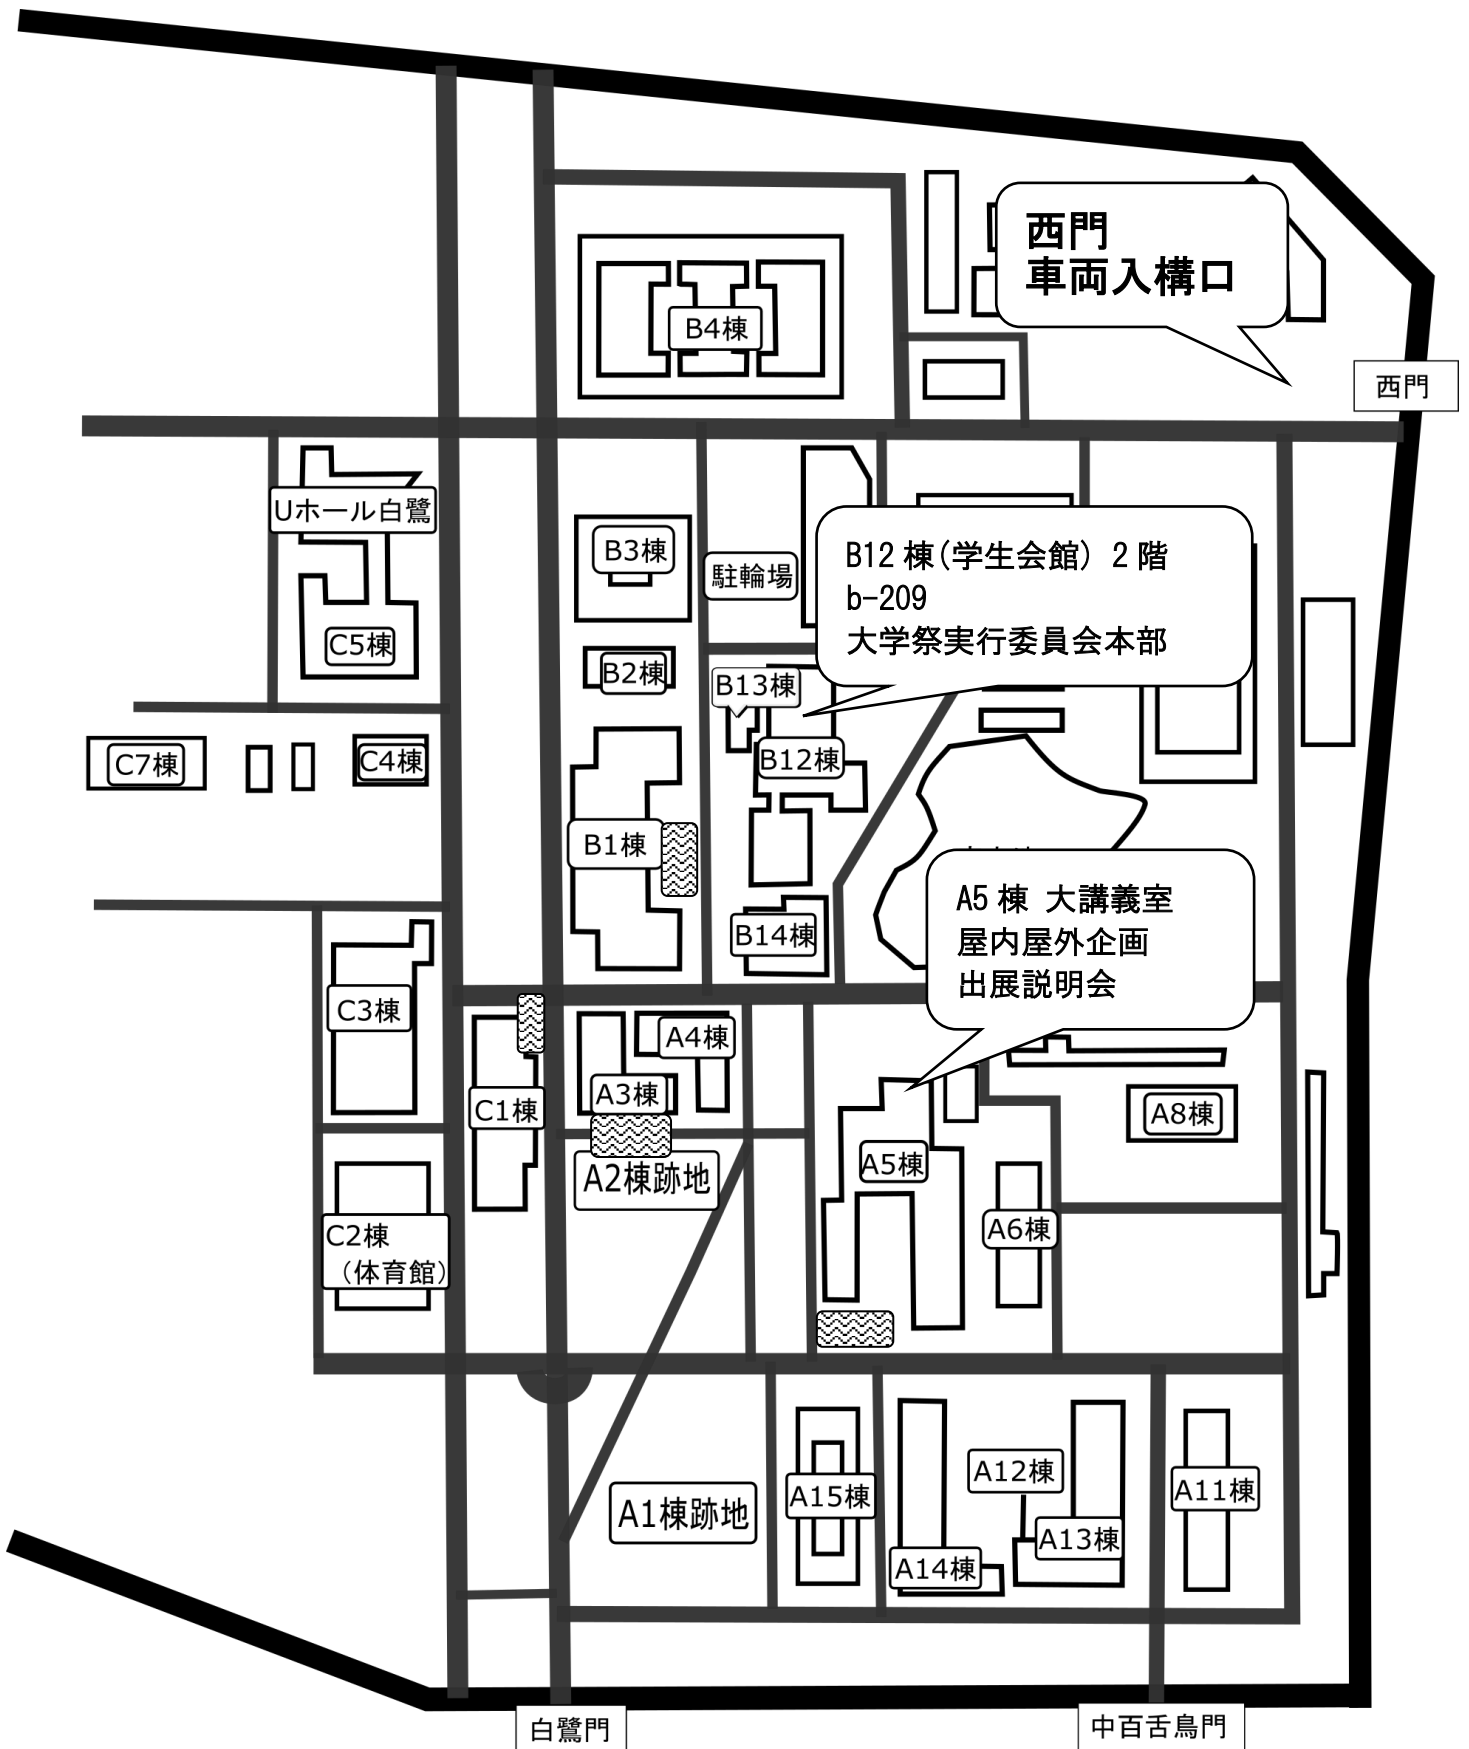 西門
車両入構口
B4棟
西門
Uホール白鷺
B3棟
駐輪場
B12棟(学生会館) 2階
b-209
大学祭実行委員会本部
C5棟
B2棟
B13棟
C7棟
C4棟
B12棟
B1棟
A5棟 大講義室
屋内屋外企画
出展説明会
B14棟
C3棟
A4棟
A3棟
C1棟
A8棟
A5棟
A2棟跡地
A6棟
C2棟
(体育館)
A12棟
A15棟
A11棟
A1棟跡地
A13棟
A14棟
白鷺門
中百舌鳥門